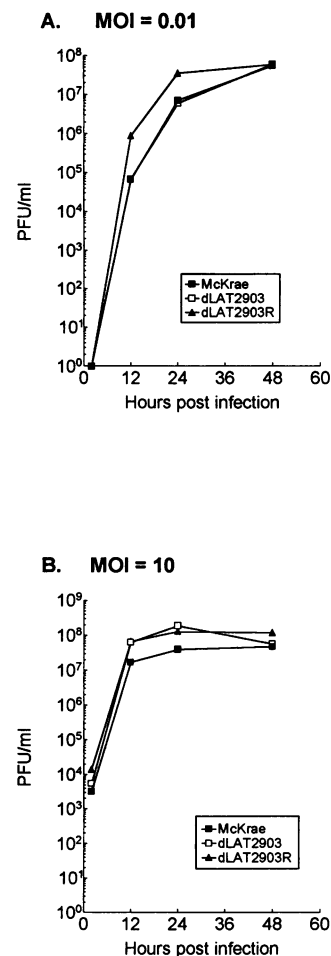 A. MOI = 0.01
10⁸
10⁷
10⁶
10⁵
10⁴
10³
10²
10¹
10⁰
PFU/ml
McKrae
dLAT2903
dLAT2903R
0 12 24 36 48 60
Hours post infection
B. MOI = 10
10⁹
10⁸
10⁷
10⁶
10⁵
10⁴
10³
10²
10¹
10⁰
PFU/ml
McKrae
dLAT2903
dLAT2903R
0 12 24 36 48 60
Hours post infection